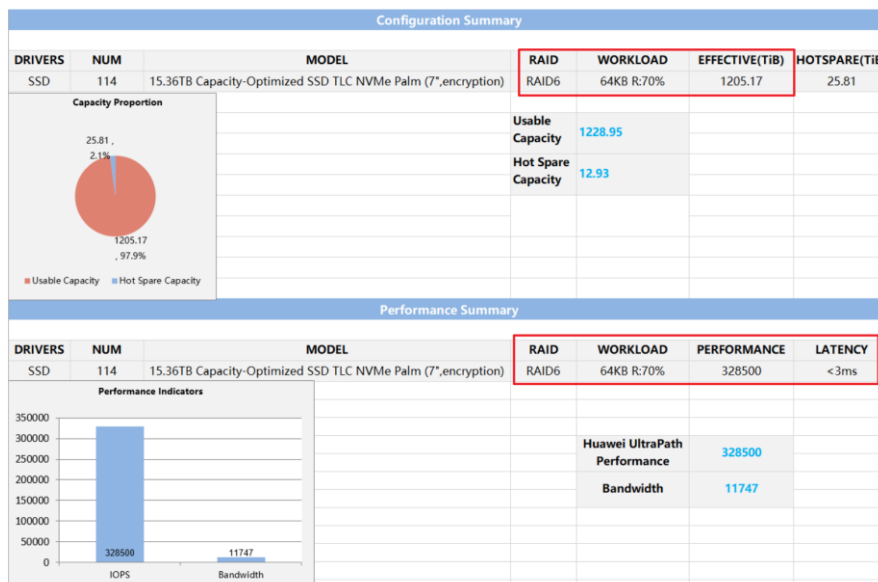 Configuration Summary
DRIVERS NUM MODEL RAID WORKLOAD EFFECTIVE(TiB) HOTSPARE(TiB
SSD 114 15.36TB Capacity-Optimized SSD TLC NVMe Palm (7",encryption) RAID6 64KB R:70% 1205.17 25.81
Capacity Proportion
25.81 ,
2.1%
1205.17
, 97.9%
Usable Capacity Hot Spare Capacity
Usable
Capacity 1228.95
Hot Spare
Capacity 12.93
Performance Summary
DRIVERS NUM MODEL RAID WORKLOAD PERFORMANCE LATENCY
SSD 114 15.36TB Capacity-Optimized SSD TLC NVMe Palm (7",encryption) RAID6 64KB R:70% 328500 <3ms
Performance Indicators
350000
300000
250000
200000
150000
100000
50000
0
328500 11747
IOPS Bandwidth
Huawei UltraPath
Performance 328500
Bandwidth 11747